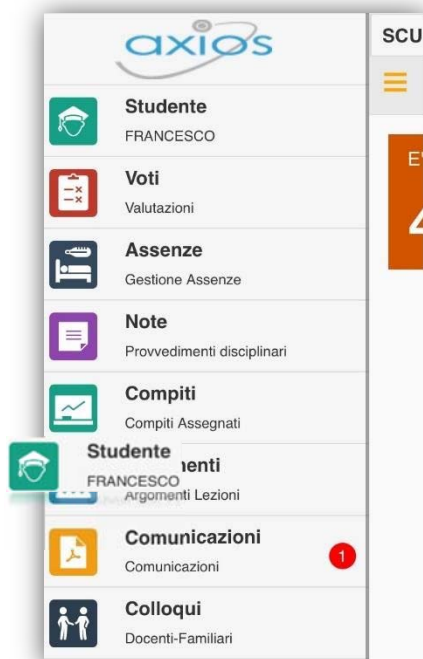 axios
Studente
FRANCESCO
Voti
Valutazioni
Assenze
Gestione Assenze
Note
Provvedimenti disciplinari
Compiti
Compiti Assegnati
Studente
FRANCESCO
Argomenti Lezioni
Comunicazioni
Comunicazioni
1
Colloqui
Docenti-Familiari
SCU
E'